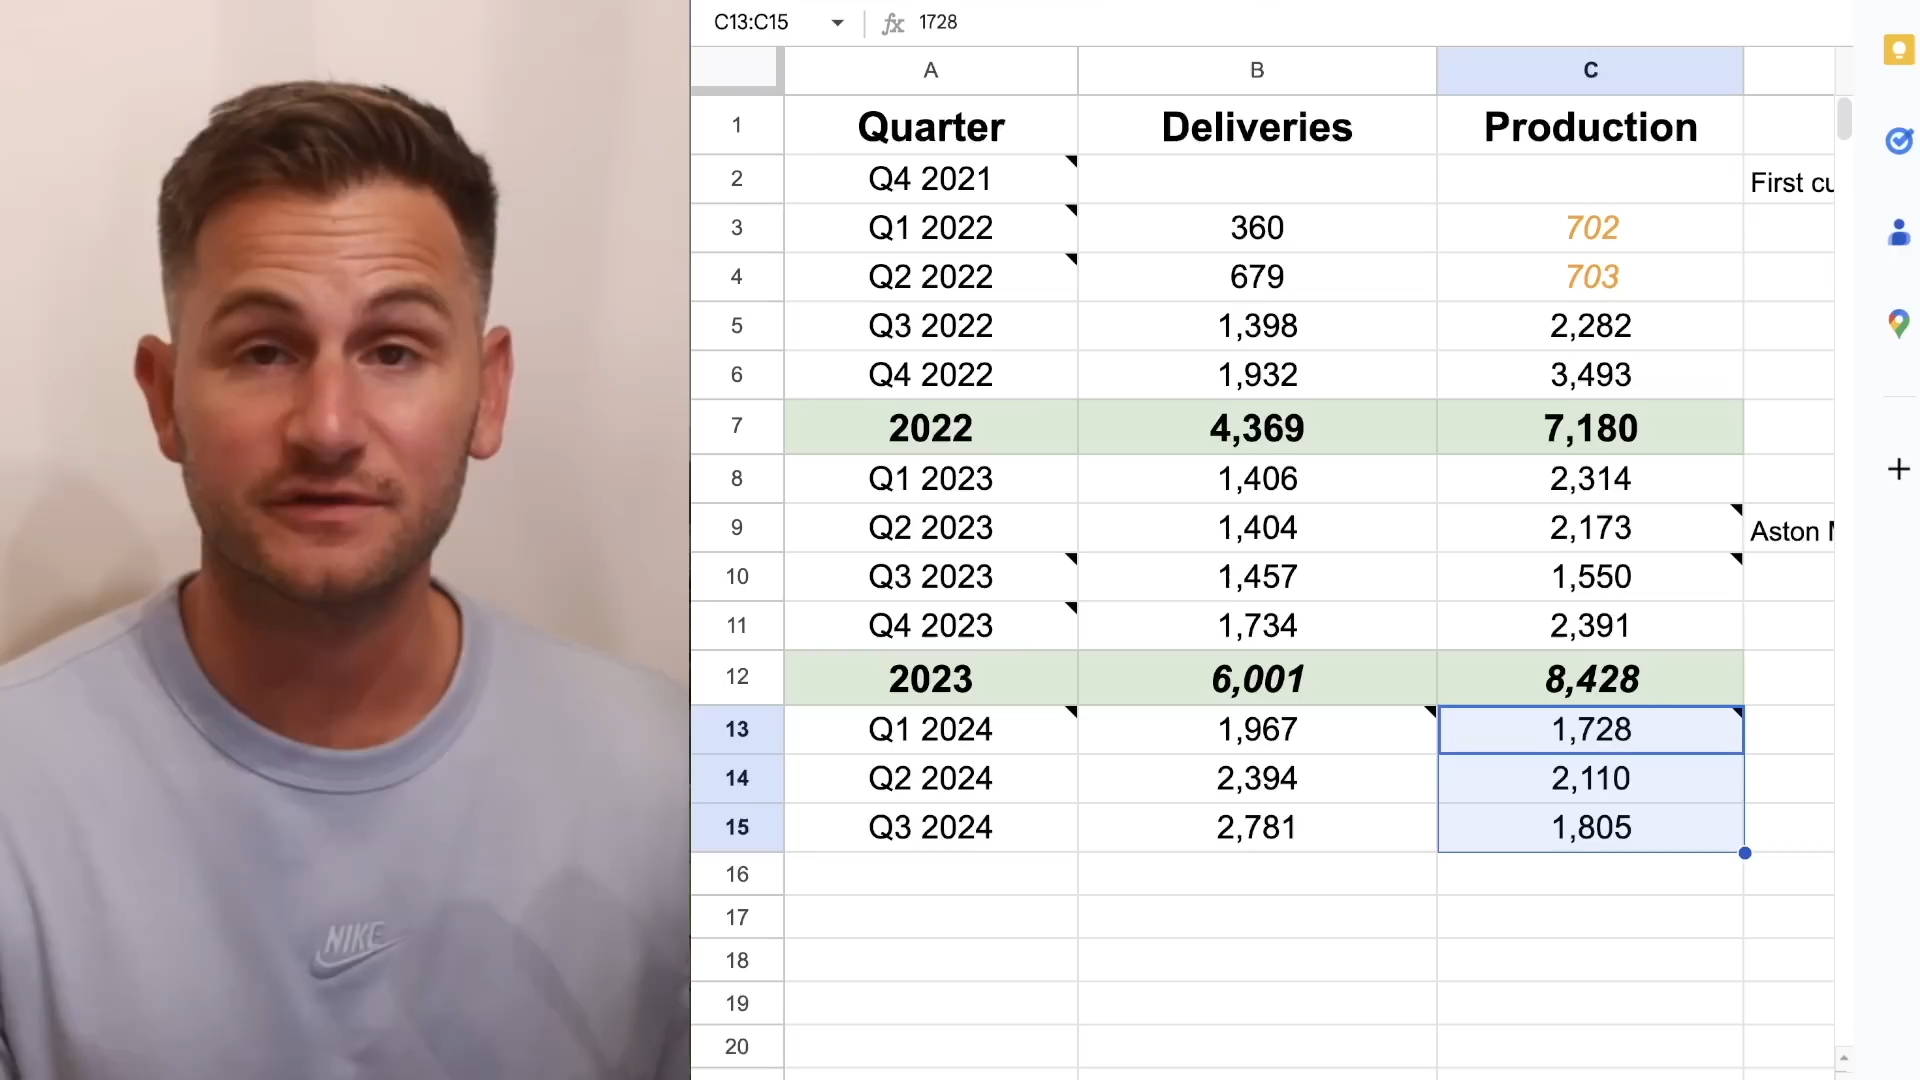 C13:C15 fx 1728
A B C
1 Quarter Deliveries Production
2 Q4 2021 First cu
3 Q1 2022 360 702
4 Q2 2022 679 703
5 Q3 2022 1,398 2,282
6 Q4 2022 1,932 3,493
7 2022 4,369 7,180
8 Q1 2023 1,406 2,314
9 Q2 2023 1,404 2,173 Aston M
10 Q3 2023 1,457 1,550
11 Q4 2023 1,734 2,391
12 2023 6,001 8,428
13 Q1 2024 1,967 1,728
14 Q2 2024 2,394 2,110
15 Q3 2024 2,781 1,805
16
17
18
19
20
NIKE